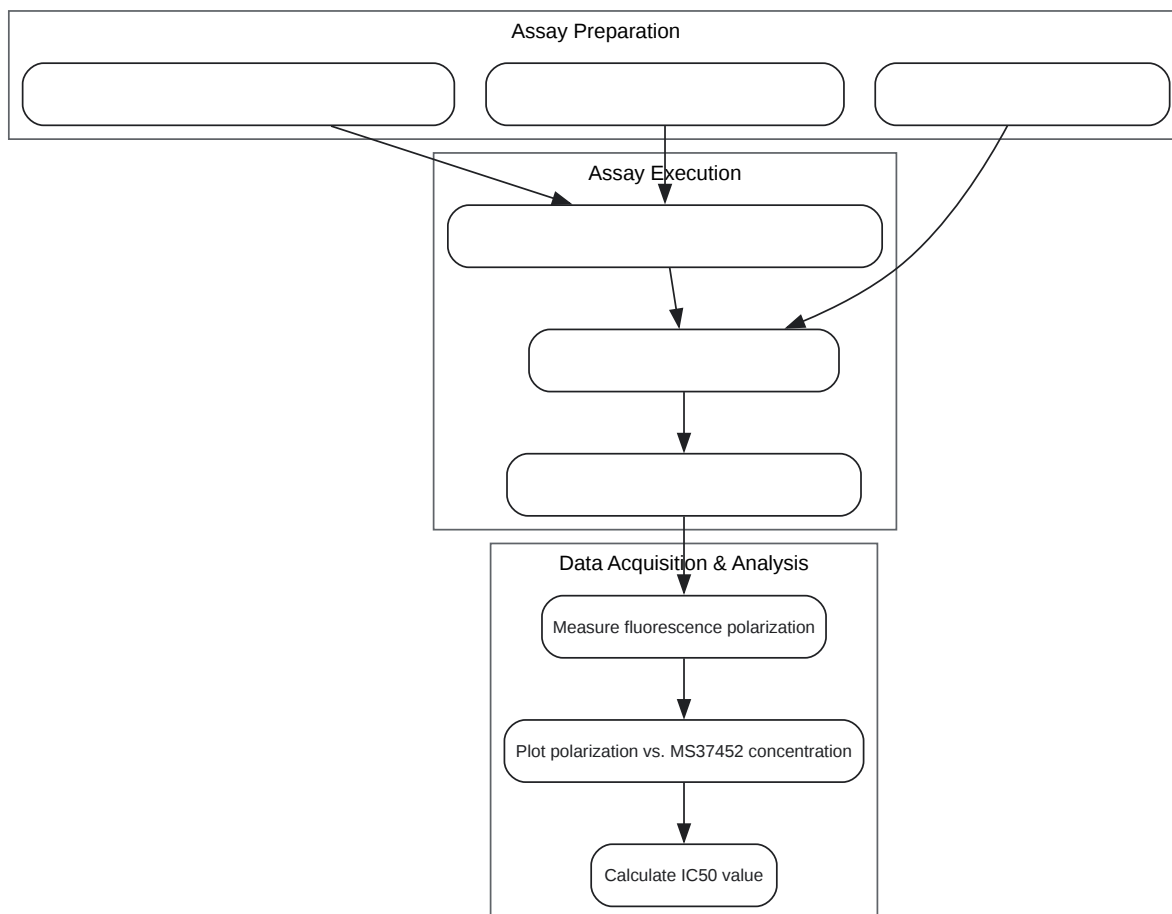 Assay Preparation
Assay Execution
Data Acquisition & Analysis
Measure fluorescence polarization
Plot polarization vs. MS37452 concentration
Calculate IC50 value